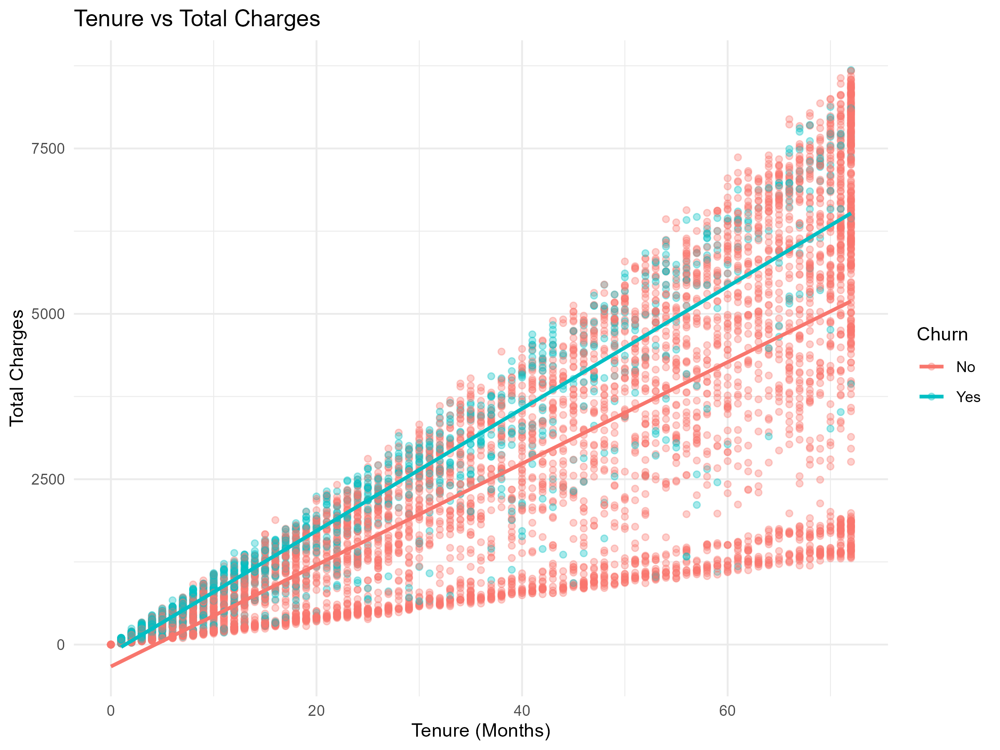 Tenure vs Total Charges
7500
5000
2500
0
Total Charges
0
20
40
60
Tenure (Months)
Churn
No
Yes